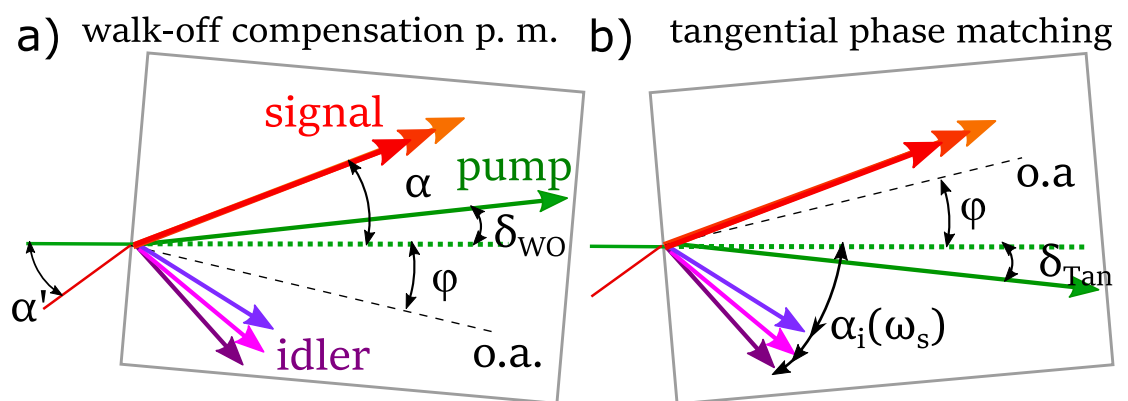 a) walk-off compensation p. m.
signal
pump
α
δWO
φ
α'
idler
o.a.
b) tangential phase matching
o.a
φ
δTan
αi(ωs)